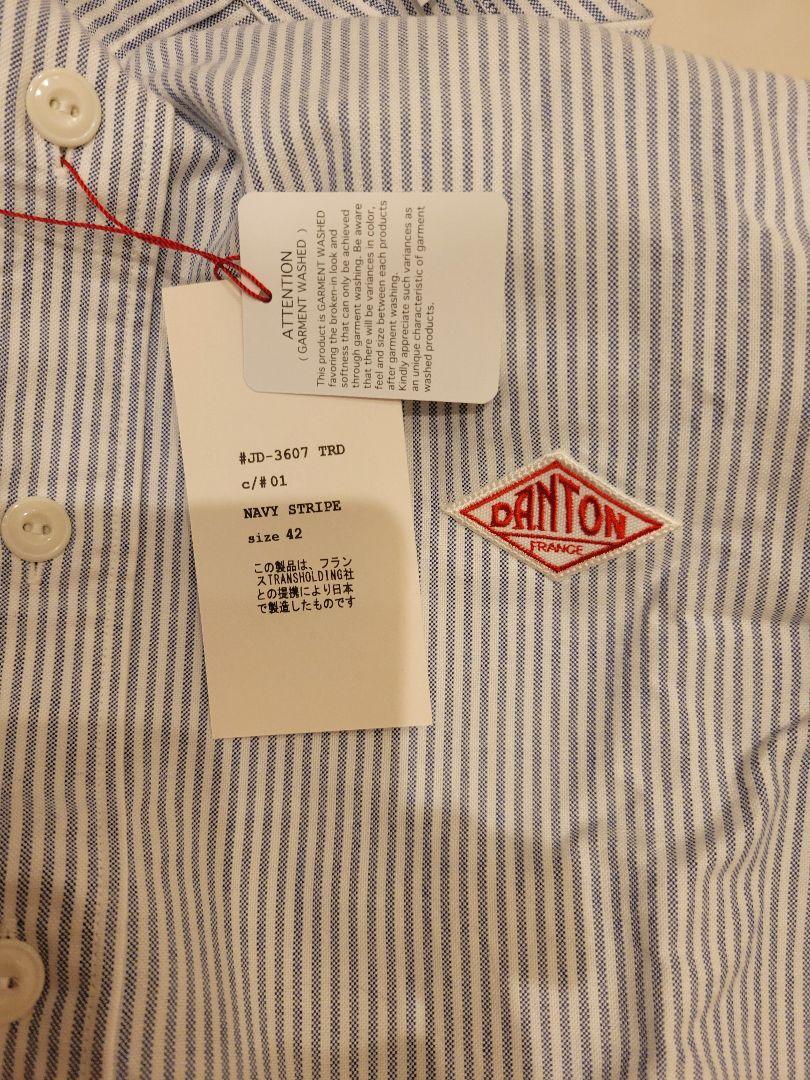 ATTENTION
( GARMENT WASHED )
This product is GARMENT WASHED
favoring the broken-in look and
softness that can only be achieved
through garment washing. Be aware
that there will be variances in color,
feel and size between each products
after garment washing.
Kindly appreciate such variances as
an unique characteristic of garment
washed products.
#JD-3607 TRD
c/#01
NAVY STRIPE
size 42
この製品は、フラン
スTRANSHOLDING社
との提携により日本
で製造したものです
DANTON
FRANCE